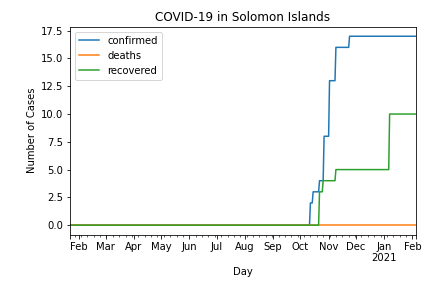 COVID-19 in Solomon Islands
confirmed
deaths
recovered
17.5
15.0
12.5
10.0
7.5
5.0
2.5
0.0
Number of Cases
Feb Mar Apr May Jun Jul Aug Sep Oct Nov Dec Jan Feb
2021
Day